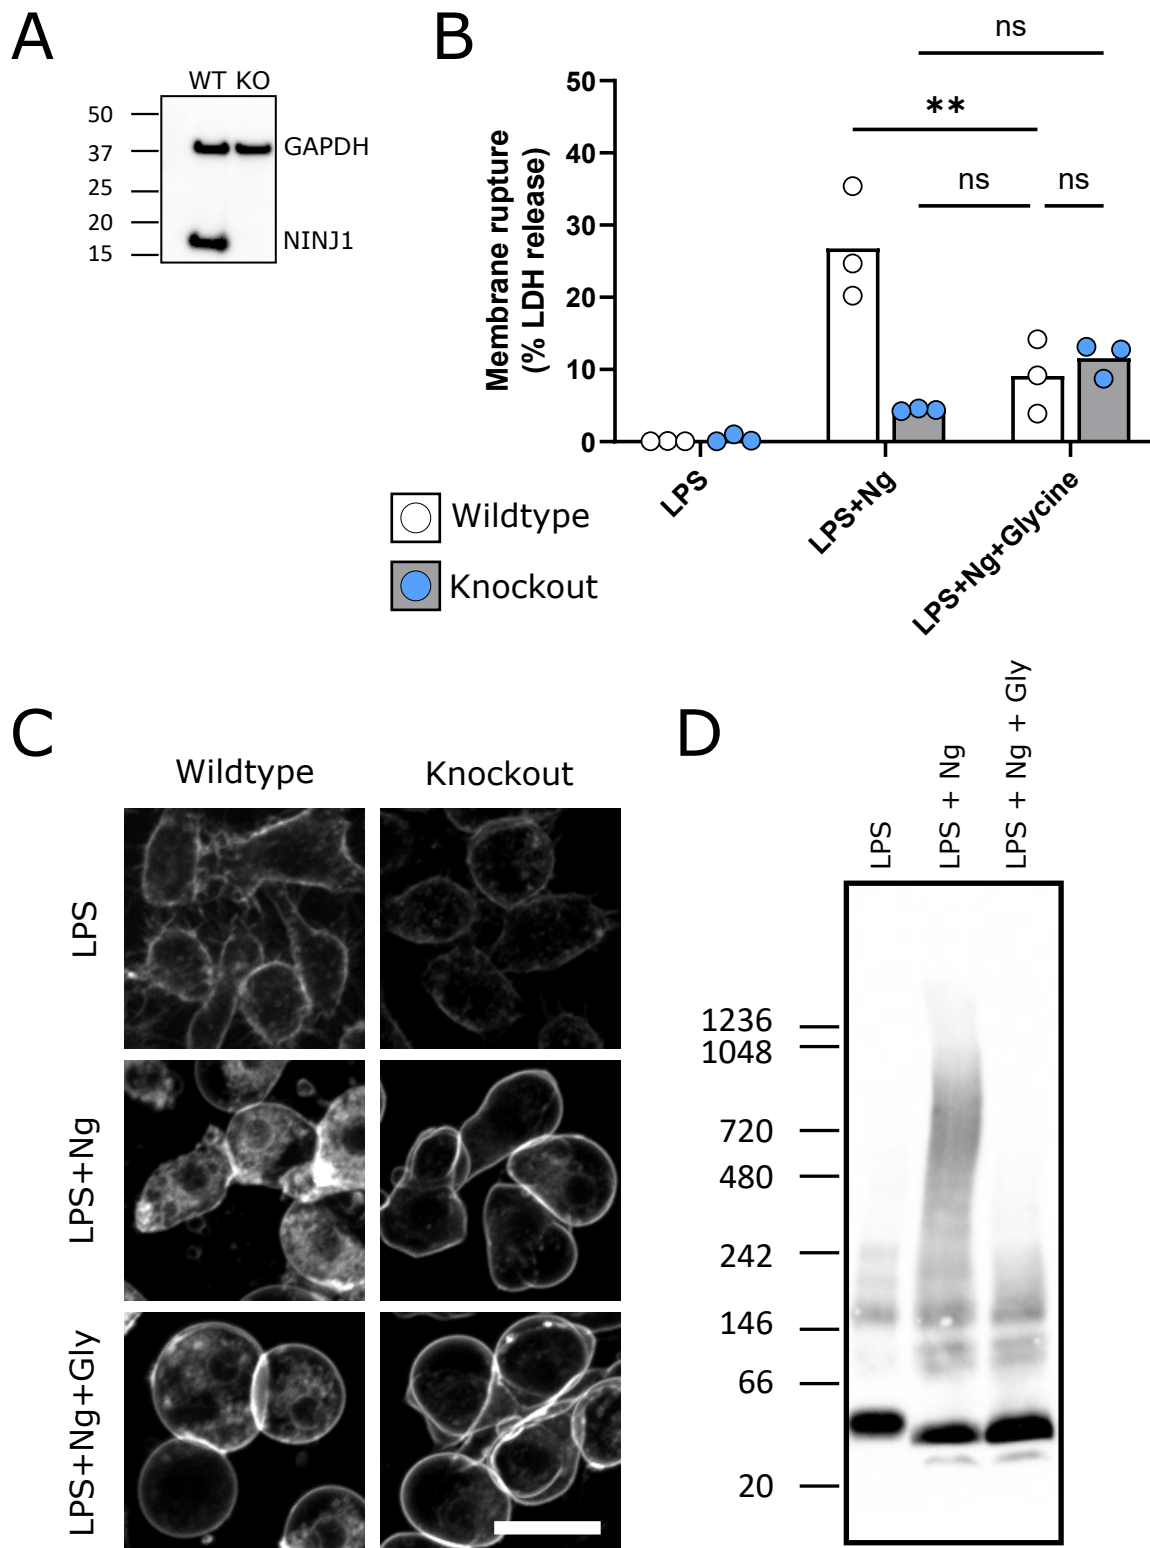 A
WT KO
50
37
25
20
15
GAPDH
NINJ1
B
Membrane rupture
(% LDH release)
50
40
30
20
10
0
ns
**
ns
ns
LPS
LPS+Ng
LPS+Ng+Glycine
Wildtype
Knockout
C
Wildtype
Knockout
LPS
LPS+Ng
LPS+Ng+Gly
D
LPS
LPS + Ng
LPS + Ng + Gly
1236
1048
720
480
242
146
66
20